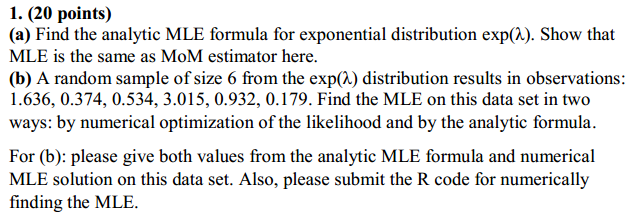 1. (20 points)
(a) Find the analytic MLE formula for exponential distribution exp(λ). Show that
MLE is the same as MoM estimator here.
(b) A random sample of size 6 from the exp(λ) distribution results in observations:
1.636, 0.374, 0.534, 3.015, 0.932, 0.179. Find the MLE on this data set in two
ways: by numerical optimization of the likelihood and by the analytic formula.
For (b): please give both values from the analytic MLE formula and numerical
MLE solution on this data set. Also, please submit the R code for numerically
finding the MLE.